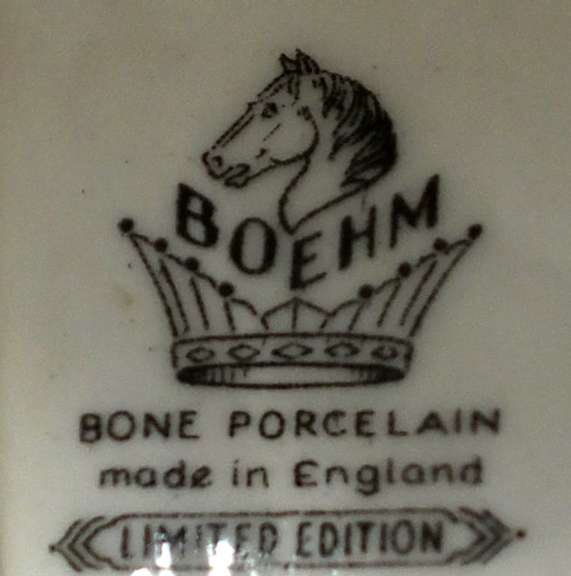 BOEHM
BONE PORCELAIN
made in England
LIMITED EDITION